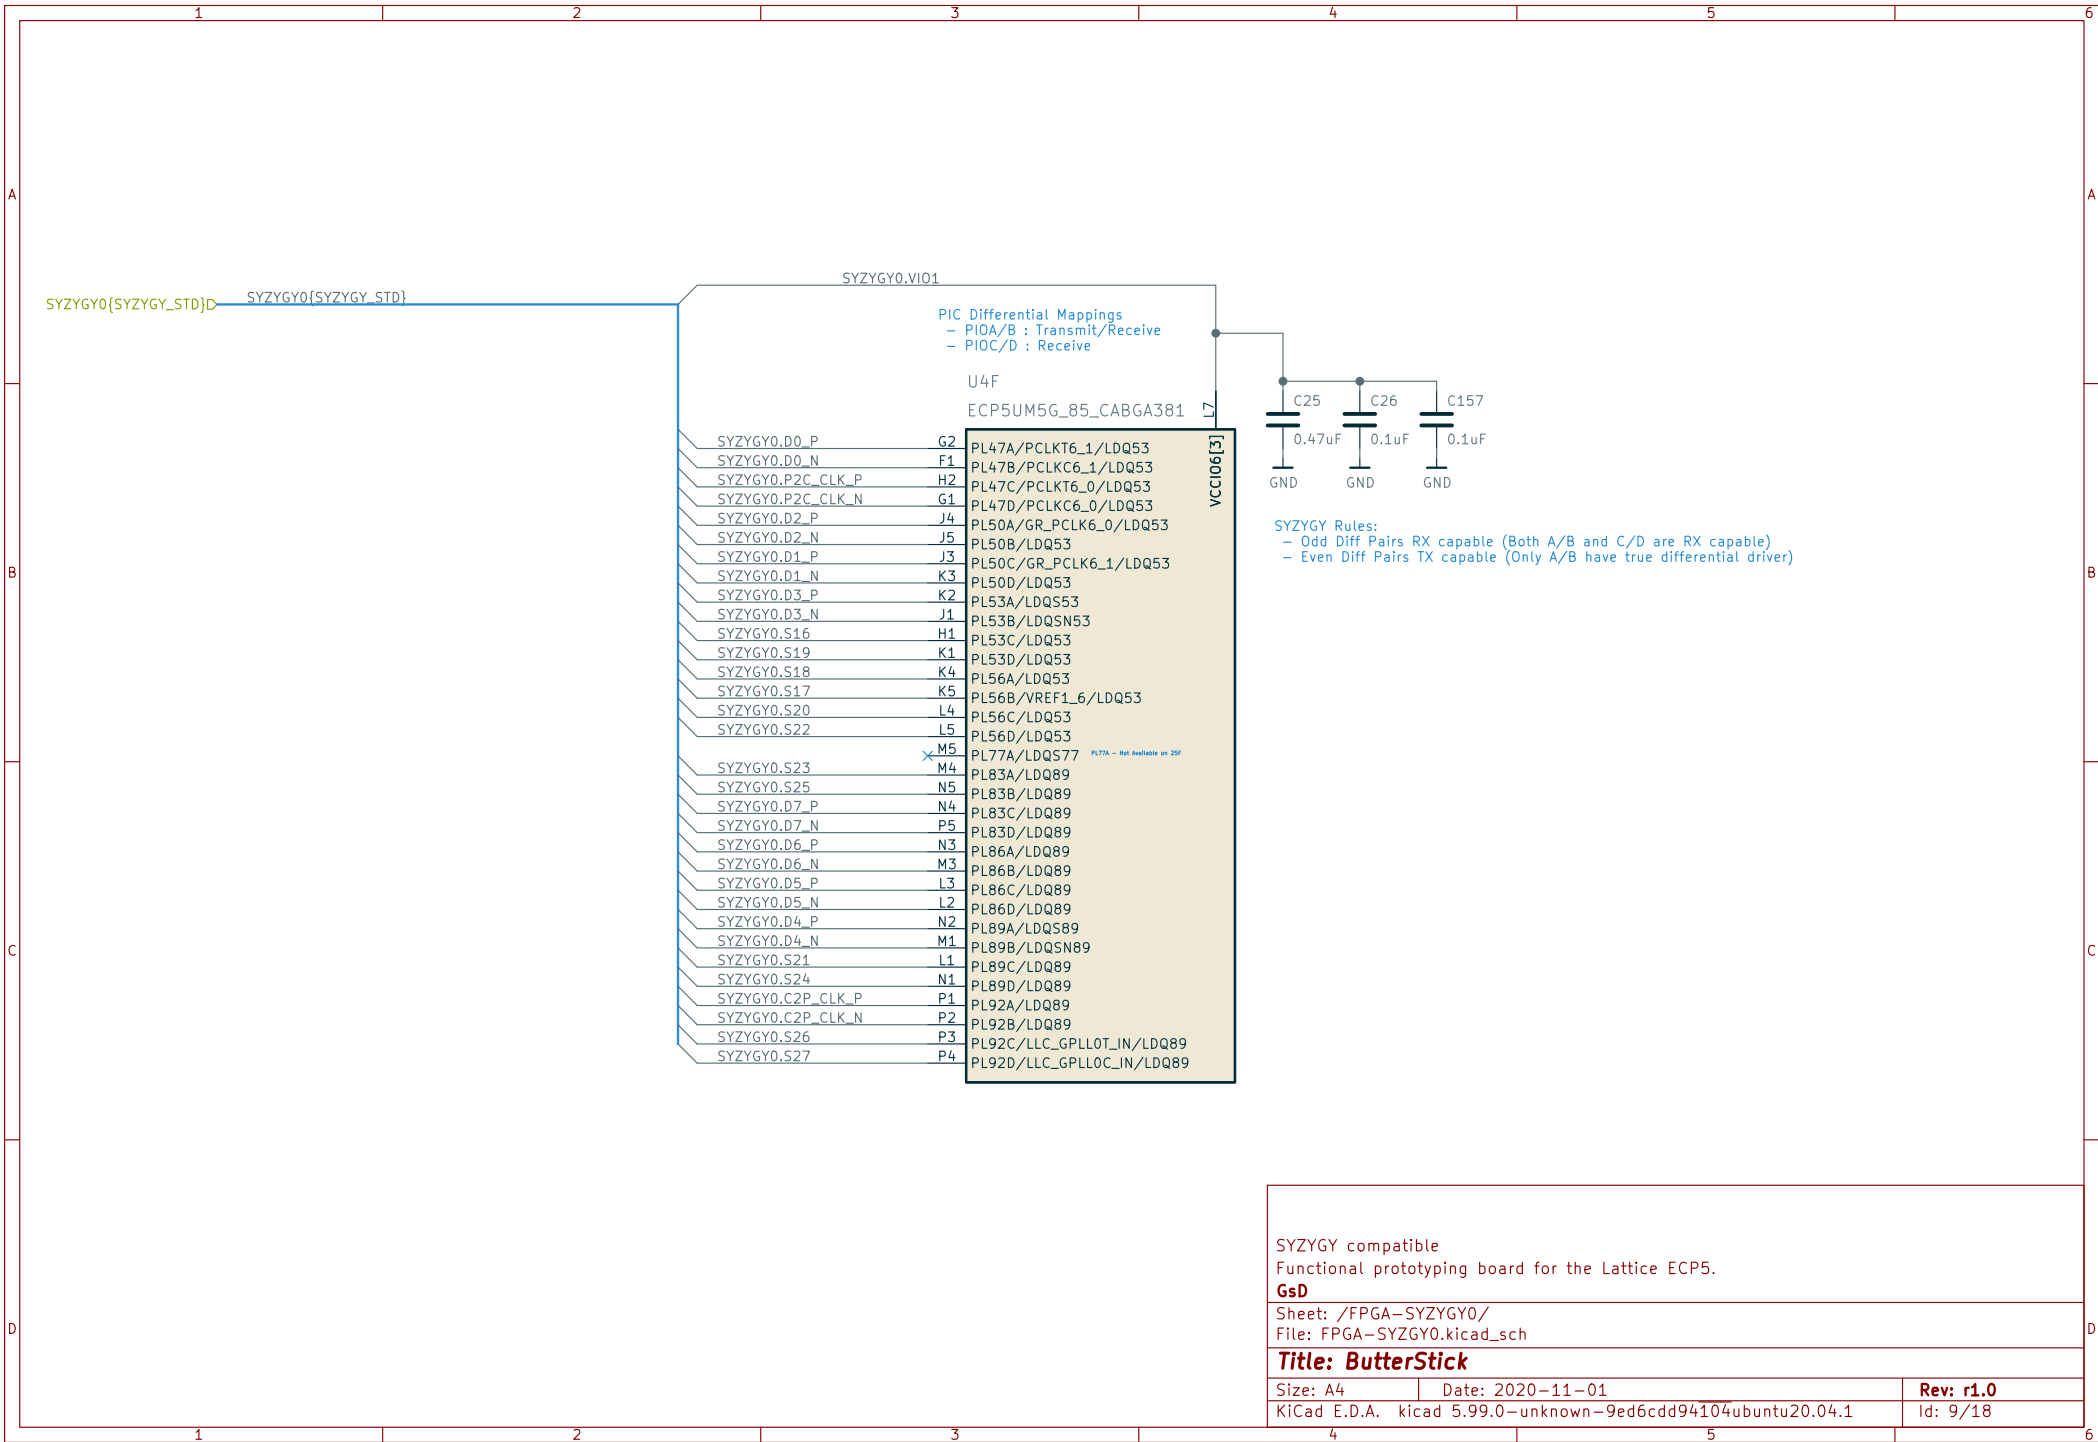 1 2 3 4 5 6
A A
SYZYGY0{SYZYGY_STD}
SYZYGY0{SYZYGY_STD}
SYZYGY0.VIO1
PIC Differential Mappings
- PIOA/B : Transmit/Receive
- PIOC/D : Receive
U4F
ECP5UM5G_85_CABGA381
L7
VCCIO6[3]
C25 C26 C157
0.47uF 0.1uF 0.1uF
GND GND GND
SYZYGY Rules:
- Odd Diff Pairs RX capable (Both A/B and C/D are RX capable)
- Even Diff Pairs TX capable (Only A/B have true differential driver)
B B
SYZYGY0.D0_P G2 PL47A/PCLKT6_1/LDQ53
SYZYGY0.D0_N F1 PL47B/PCLKC6_1/LDQ53
SYZYGY0.P2C_CLK_P H2 PL47C/PCLKT6_0/LDQ53
SYZYGY0.P2C_CLK_N G1 PL47D/PCLKC6_0/LDQ53
SYZYGY0.D2_P J4 PL50A/GR_PCLK6_0/LDQ53
SYZYGY0.D2_N J5 PL50B/LDQ53
SYZYGY0.D1_P J3 PL50C/GR_PCLK6_1/LDQ53
SYZYGY0.D1_N K3 PL50D/LDQ53
SYZYGY0.D3_P K2 PL53A/LDQS53
SYZYGY0.D3_N J1 PL53B/LDQSN53
SYZYGY0.S16 H1 PL53C/LDQ53
SYZYGY0.S19 K1 PL53D/LDQ53
SYZYGY0.S18 K4 PL56A/LDQ53
SYZYGY0.S17 K5 PL56B/VREF1_6/LDQ53
SYZYGY0.S20 L4 PL56C/LDQ53
SYZYGY0.S22 L5 PL56D/LDQ53
M5 PL77A/LDQS77 PL77A - Not Available on 25F
SYZYGY0.S23 M4 PL83A/LDQ89
SYZYGY0.S25 N5 PL83B/LDQ89
SYZYGY0.D7_P N4 PL83C/LDQ89
SYZYGY0.D7_N P5 PL83D/LDQ89
SYZYGY0.D6_P N3 PL86A/LDQ89
SYZYGY0.D6_N M3 PL86B/LDQ89
SYZYGY0.D5_P L3 PL86C/LDQ89
SYZYGY0.D5_N L2 PL86D/LDQ89
SYZYGY0.D4_P N2 PL89A/LDQS89
SYZYGY0.D4_N M1 PL89B/LDQSN89
SYZYGY0.S21 L1 PL89C/LDQ89
SYZYGY0.S24 N1 PL89D/LDQ89
SYZYGY0.C2P_CLK_P P1 PL92A/LDQ89
SYZYGY0.C2P_CLK_N P2 PL92B/LDQ89
SYZYGY0.S26 P3 PL92C/LLC_GPLL0T_IN/LDQ89
SYZYGY0.S27 P4 PL92D/LLC_GPLL0C_IN/LDQ89
C C
SYZYGY compatible
Functional prototyping board for the Lattice ECP5.
GsD
Sheet: /FPGA-SYZYGY0/
File: FPGA-SYZGY0.kicad_sch
D D
Title: ButterStick
Size: A4 Date: 2020-11-01 Rev: r1.0
KiCad E.D.A. kicad 5.99.0-unknown-9ed6cdd94104ubuntu20.04.1 Id: 9/18
1 2 3 4 5 6